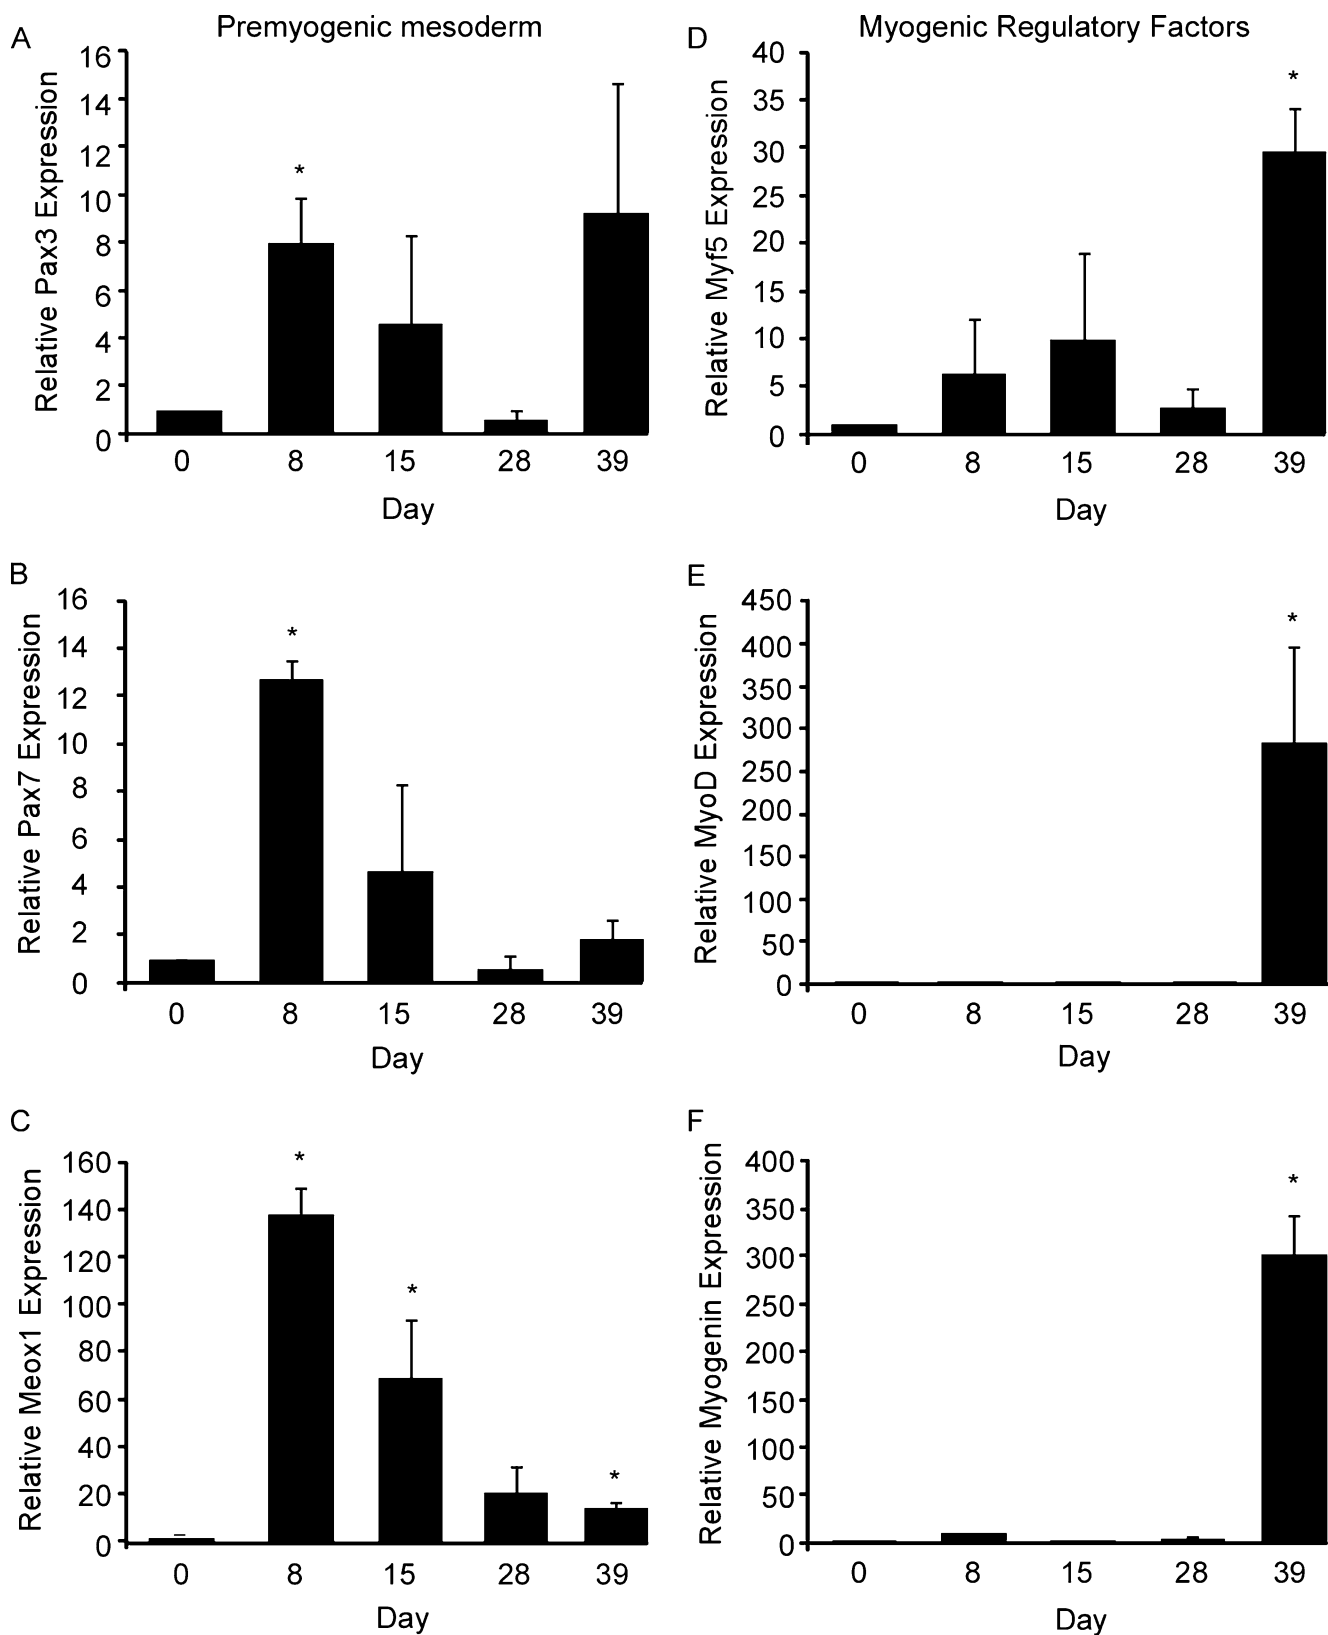 A
Premyogenic mesoderm
Relative Pax3 Expression
16
14
12
10
8
6
4
2
0
*
0 8 15 28 39
Day
D
Myogenic Regulatory Factors
Relative Myf5 Expression
40
35
30
25
20
15
10
5
0
*
0 8 15 28 39
Day
B
Relative Pax7 Expression
16
14
12
10
8
6
4
2
0
*
0 8 15 28 39
Day
E
Relative MyoD Expression
450
400
350
300
250
200
150
100
50
0
*
0 8 15 28 39
Day
C
Relative Meox1 Expression
160
140
120
100
80
60
40
20
0
*
*
*
0 8 15 28 39
Day
F
Relative Myogenin Expression
400
350
300
250
200
150
100
50
0
*
0 8 15 28 39
Day